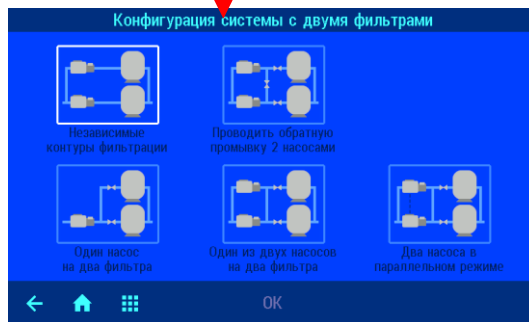 Конфигурация системы с двумя фильтрами
Независимые
контуры фильтрации
Проводить обратную
промывку 2 насосами
Один насос
на два фильтра
Один из двух насосов
на два фильтра
Два насоса в
параллельном режиме
OK